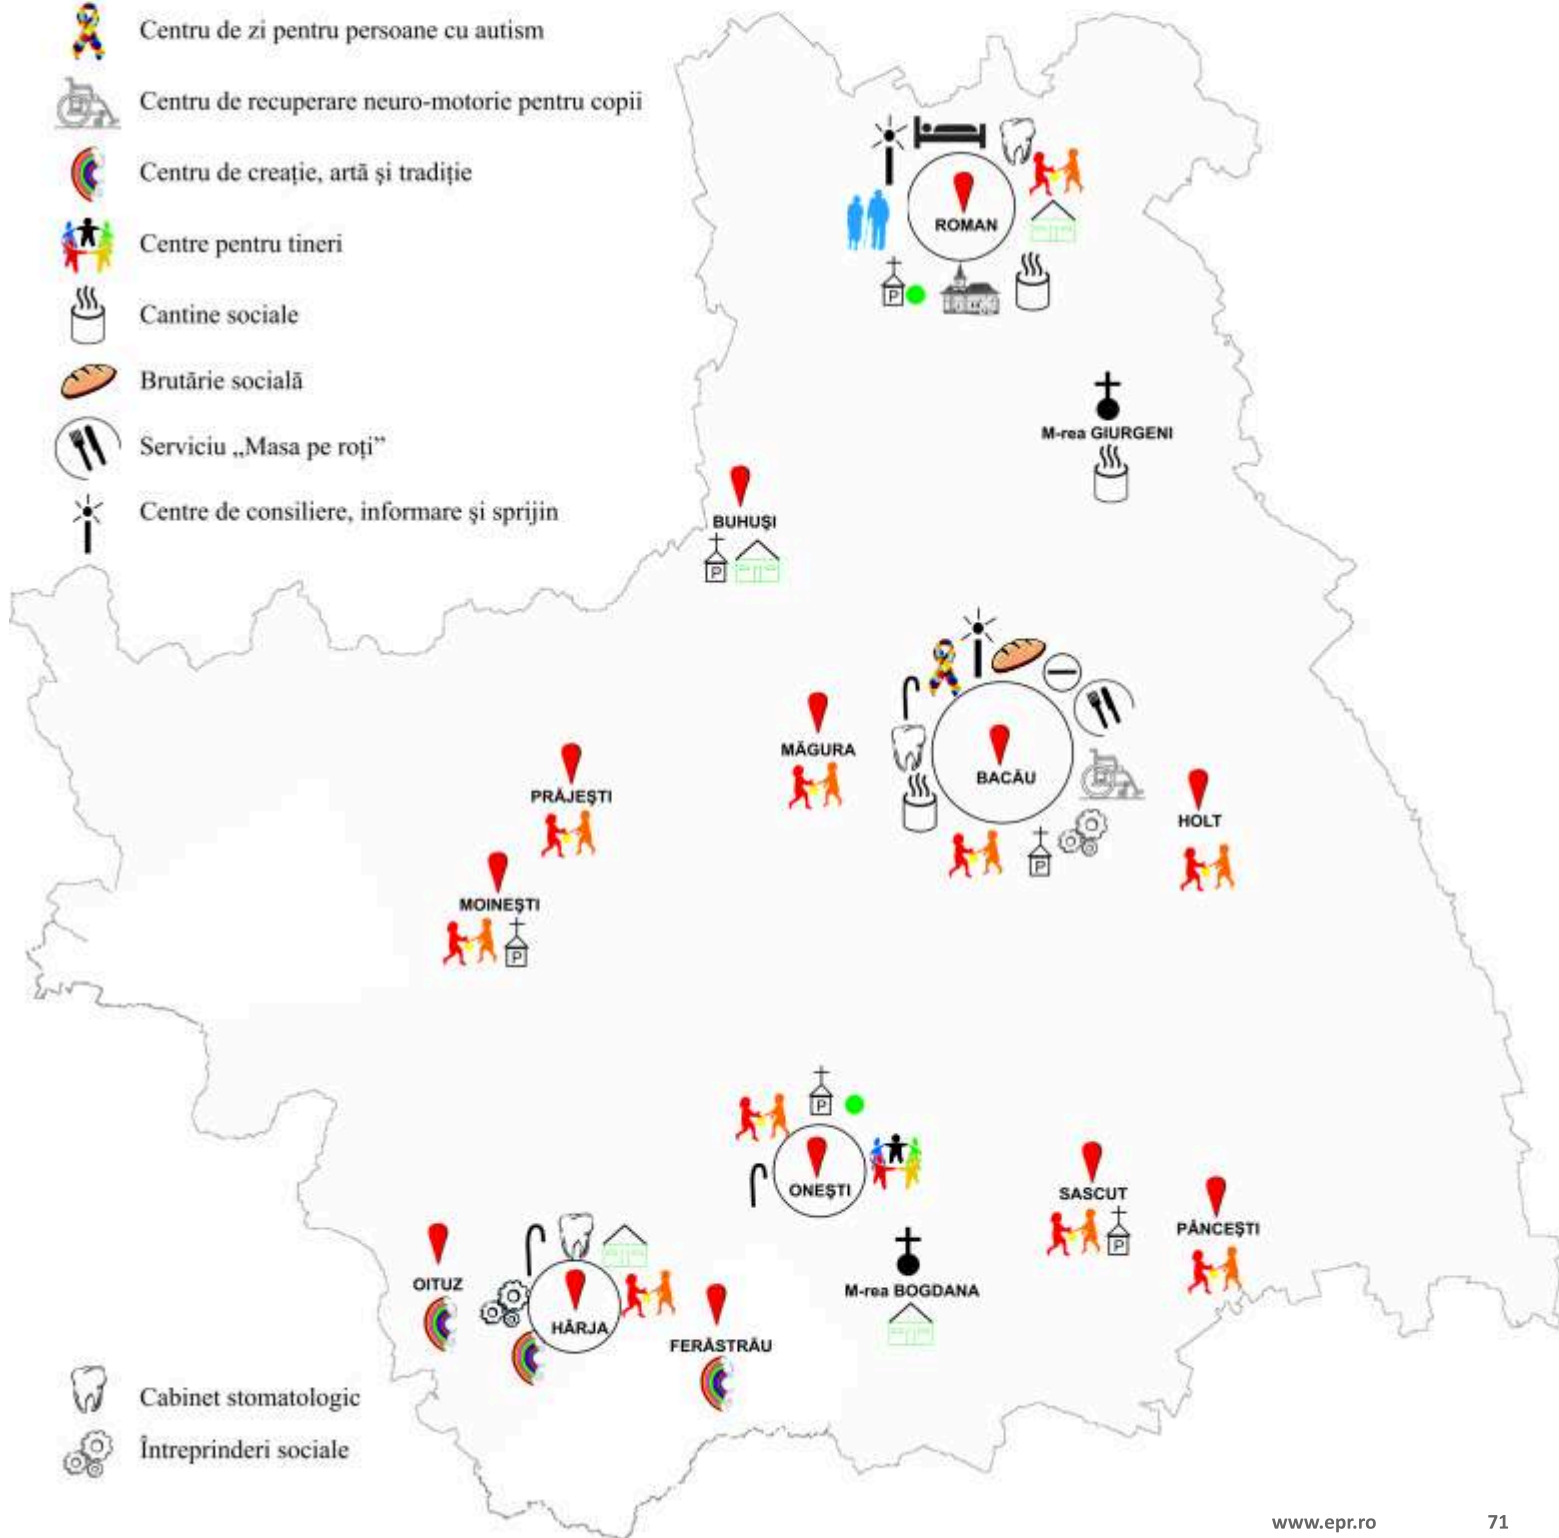 Centru de zi pentru persoane cu autism
Centru de recuperare neuro-motorie pentru copii
Centru de creație, artă și tradiție
Centre pentru tineri
Cantine sociale
Brutărie socială
Serviciu „Masa pe roți”
Centre de consiliere, informare şi sprijin
ROMAN
P
M-rea GIURGENI
BUHUŞI
P
MĂGURA
BACĂU
PRĂJEŞTI
HOLT
P
MOINEŞTI
P
P
ONEŞTI
SASCUT
P
PÂNCEŞTI
OITUZ
HÂRJA
M-rea BOGDANA
FERĂSTRĂU
Cabinet stomatologic
Întreprinderi sociale
www.epr.ro 71